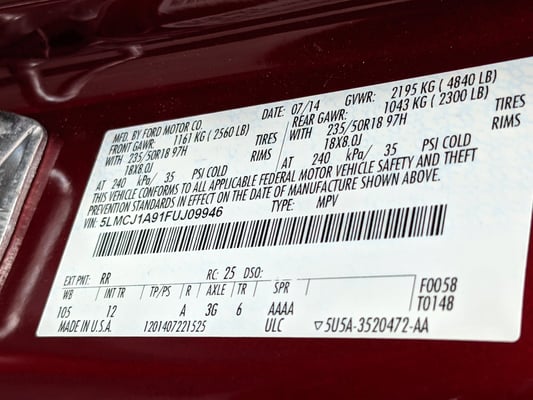 MFD. BY FORD MOTOR CO. DATE: 07/14 GVWR: 2195 KG ( 4840 LB)
FRONT GAWR: 1161 KG ( 2560 LB) REAR GAWR: 1043 KG ( 2300 LB)
WITH 235/50R18 97H TIRES WITH 235/50R18 97H TIRES
18X8.0J RIMS 18X8.0J RIMS
AT 240 kPa/ 35 PSI COLD AT 240 kPa/ 35 PSI COLD
THIS VEHICLE CONFORMS TO ALL APPLICABLE FEDERAL MOTOR VEHICLE SAFETY AND THEFT
PREVENTION STANDARDS IN EFFECT ON THE DATE OF MANUFACTURE SHOWN ABOVE.
VIN: 5LMCJ1A91FUJ09946 TYPE: MPV
EXT PNT: RR RC: 25 DSO:
WB INT TR TP/PS R AXLE TR SPR F0058
105 12 A 3G 6 AAAA T0148
MADE IN U.S.A. 1201407221525 ULC ▽5U5A-3520472-AA